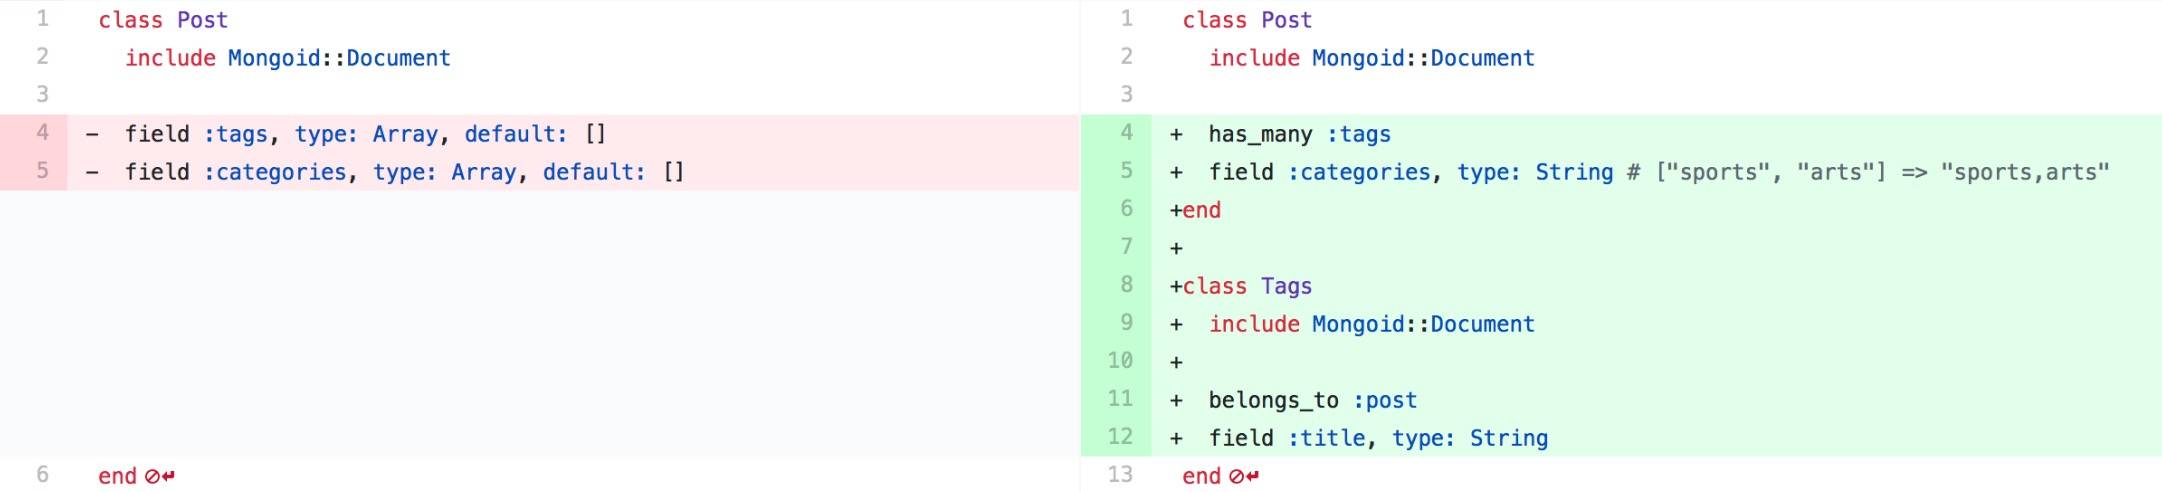 1 class Post
2 include Mongoid::Document
3
4 - field :tags, type: Array, default: []
5 - field :categories, type: Array, default: []
6 end
1 class Post
2 include Mongoid::Document
3
4 + has_many :tags
5 + field :categories, type: String # ["sports", "arts"] => "sports,arts"
6 +end
7 +
8 +class Tags
9 + include Mongoid::Document
10 +
11 + belongs_to :post
12 + field :title, type: String
13 end